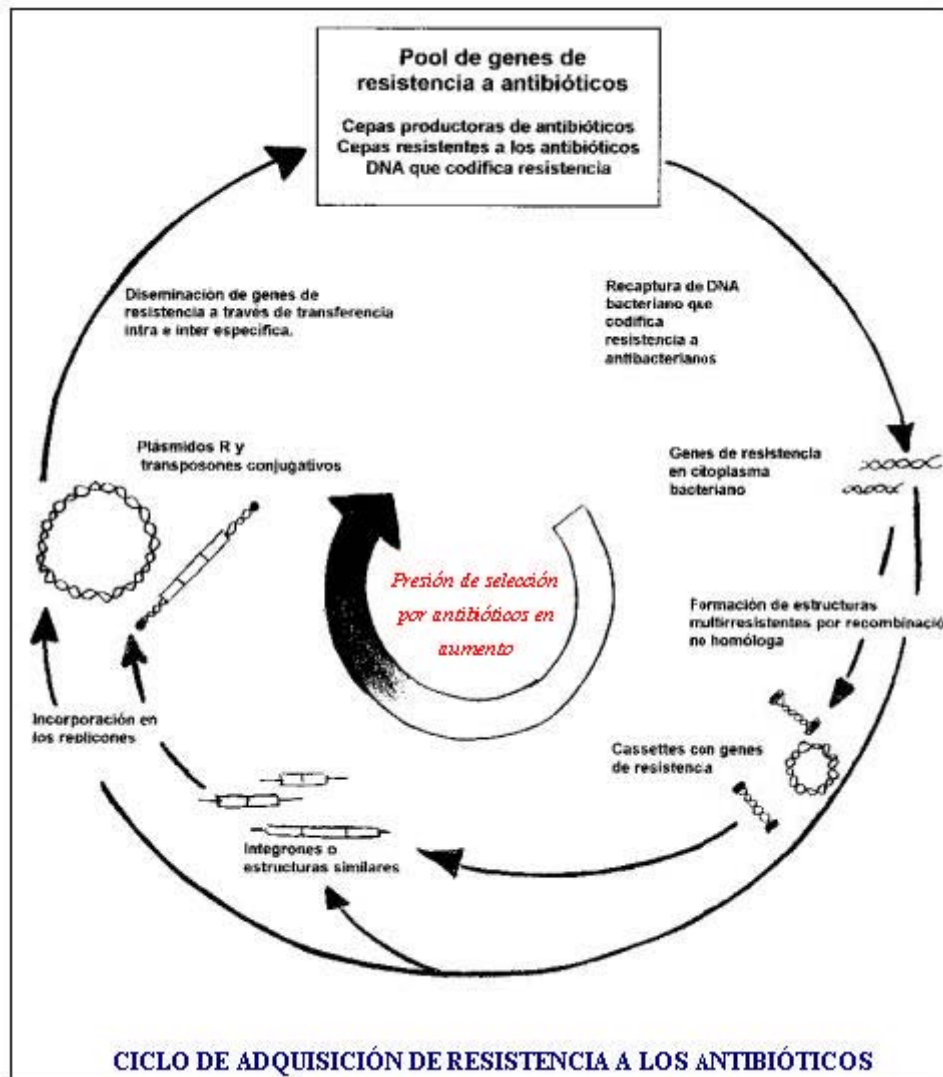 Pool de genes de
resistencia a antibióticos
Cepas productoras de antibióticos
Cepas resistentes a los antibióticos
DNA que codifica resistencia
Diseminación de genes de
resistencia a través de transferencia
intra e inter específica.
Recaptura de DNA
bacteriano que
codifica
resistencia a
antibacterianos
Plásmidos R y
transposones conjugativos
Genes de resistencia
en citoplasma
bacteriano
Presión de selección
por antibióticos en
aumento
Formación de estructuras
multirresistentes por recombinació
no homóloga
Incorporación en
los replicones
Cassettes con genes
de resistencia
Integrones o
estructuras similares
CICLO DE ADQUISICIÓN DE RESISTENCIA A LOS ANTIBIÓTICOS